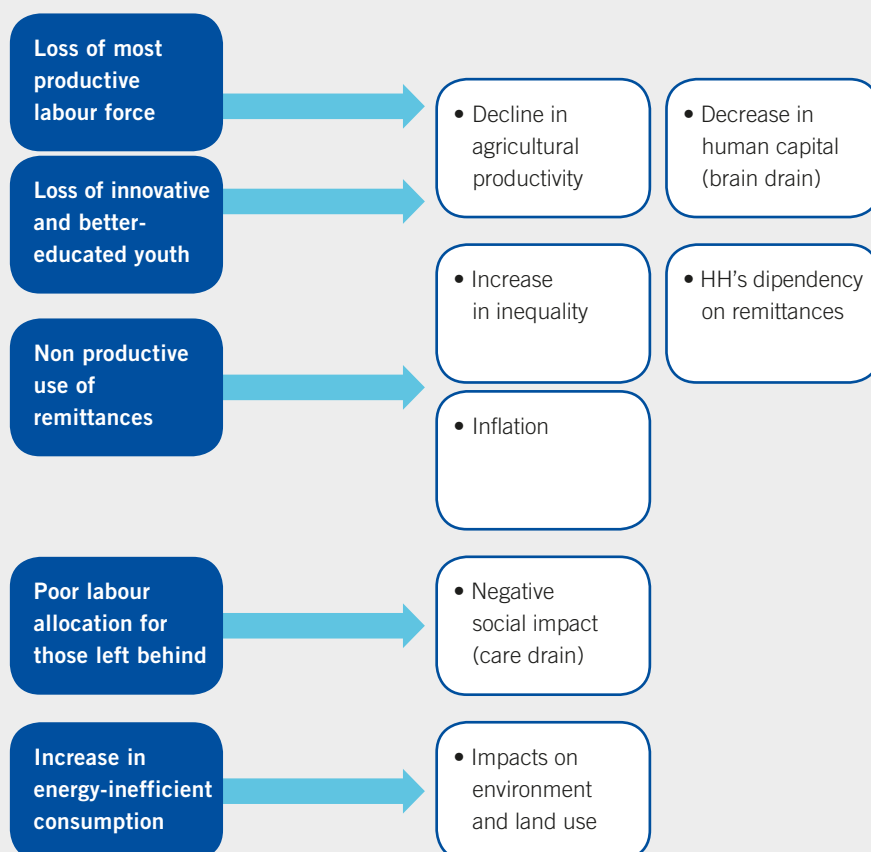 Loss of most
productive
labour force
• Decline in
agricultural
productivity
• Decrease in
human capital
(brain drain)
Loss of innovative
and better-
educated youth
• Increase
in inequality
• HH's dipendency
on remittances
Non productive
use of
remittances
• Inflation
Poor labour
allocation for
those left behind
• Negative
social impact
(care drain)
Increase in
energy-inefficient
consumption
• Impacts on
environment
and land use